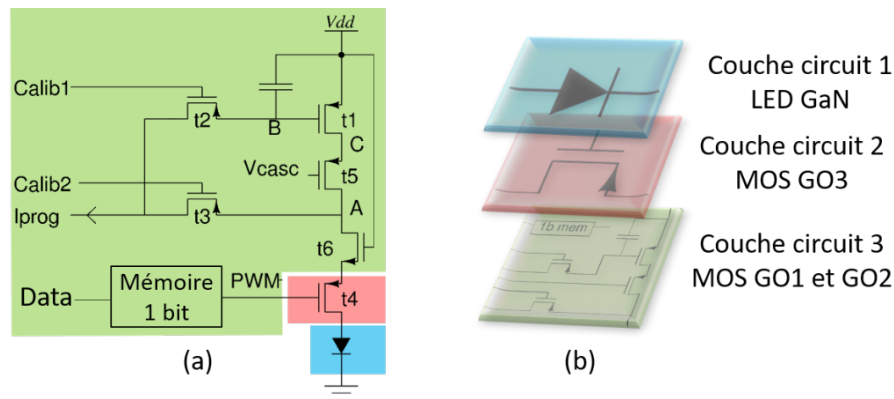 Vdd
Calib1
t2
B
t1
C
Vcasc
t5
Calib2
Iprog
t3
A
t6
Data
Mémoire
1 bit
PWM
t4
(a)
1b mem
Couche circuit 1
LED GaN
Couche circuit 2
MOS GO3
Couche circuit 3
MOS GO1 et GO2
(b)